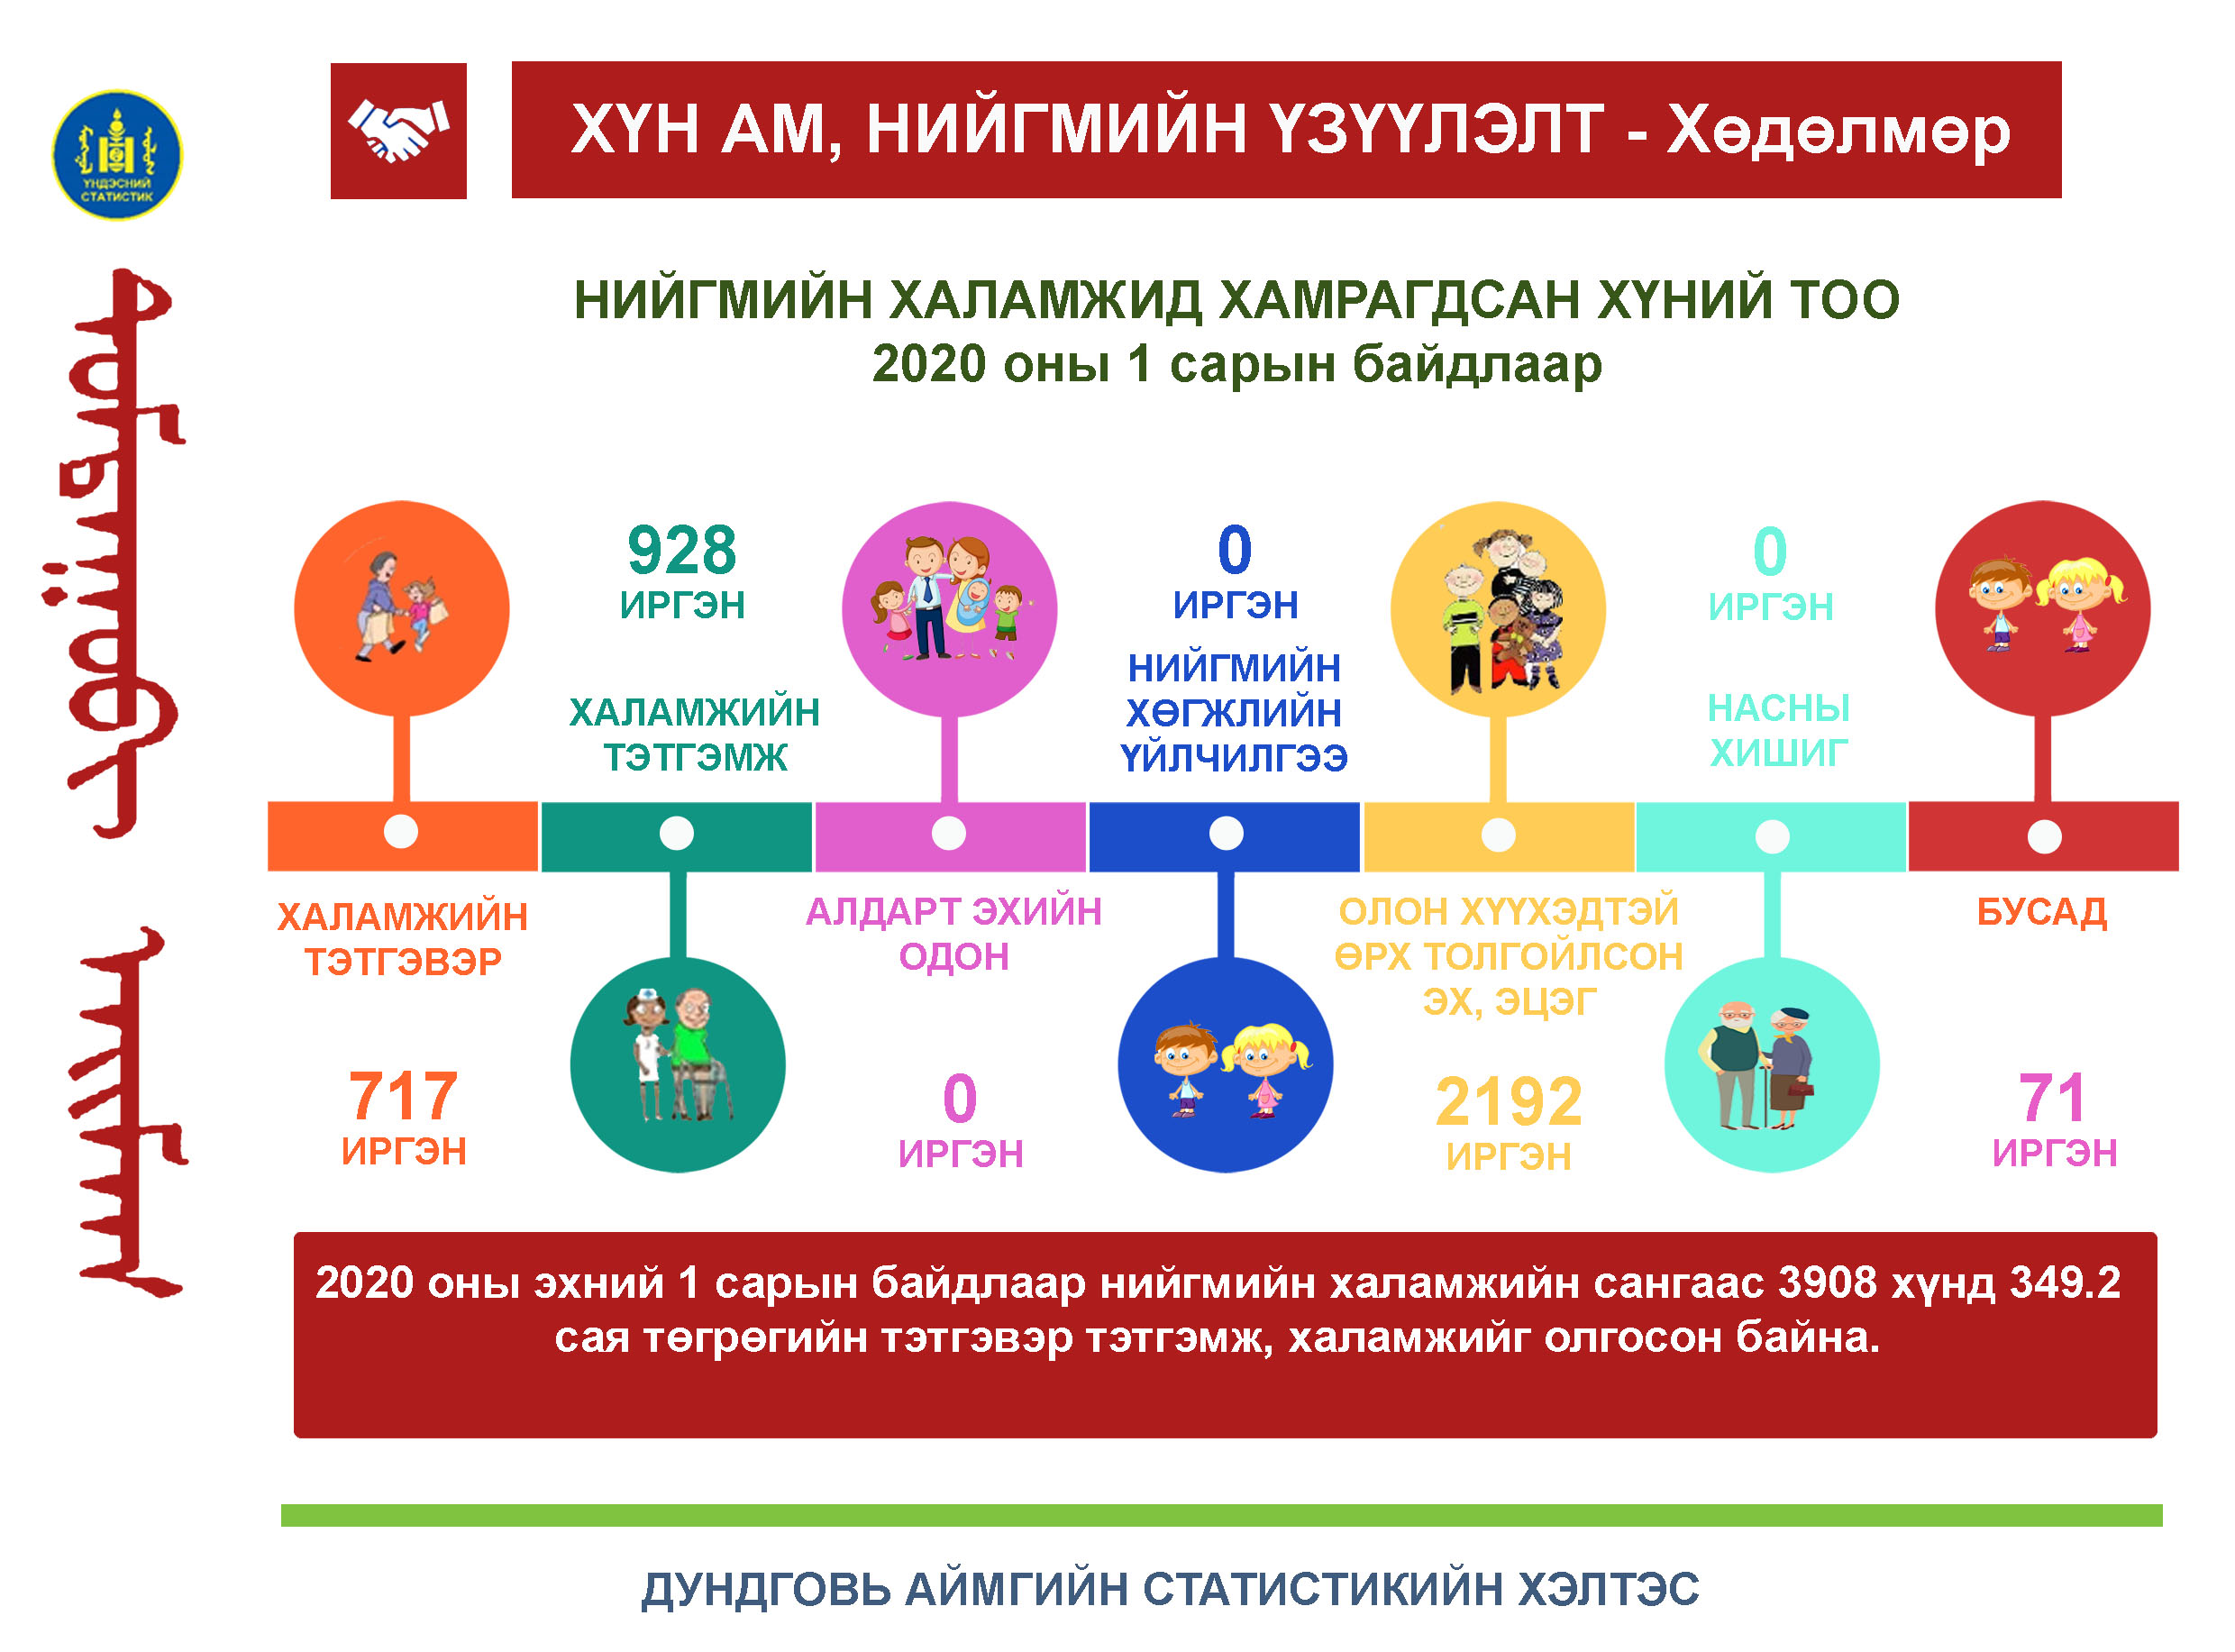 ҮНДЭСНИЙ
СТАТИСТИК
ХҮН АМ, НИЙГМИЙН ҮЗҮҮЛЭЛТ - Хөдөлмөр
НИЙГМИЙН ХАЛАМЖИД ХАМРАГДСАН ХҮНИЙ ТОО
2020 оны 1 сарын байдлаар
928
ИРГЭН
ХАЛАМЖИЙН
ТЭТГЭМЖ
0
ИРГЭН
НИЙГМИЙН
ХӨГЖЛИЙН
ҮЙЛЧИЛГЭЭ
0
ИРГЭН
НАСНЫ
ХИШИГ
ХАЛАМЖИЙН
ТЭТГЭВЭР
717
ИРГЭН
АЛДАРТ ЭХИЙН
ОДОН
0
ИРГЭН
ОЛОН ХҮҮХЭДТЭЙ
ӨРХ ТОЛГОЙЛСОН
ЭХ, ЭЦЭГ
2192
ИРГЭН
БУСАД
71
ИРГЭН
2020 оны эхний 1 сарын байдлаар нийгмийн халамжийн сангаас 3908 хүнд 349.2
сая төгрөгийн тэтгэвэр тэтгэмж, халамжийг олгосон байна.
ДУНДГОВЬ АЙМГИЙН СТАТИСТИКИЙН ХЭЛТЭС